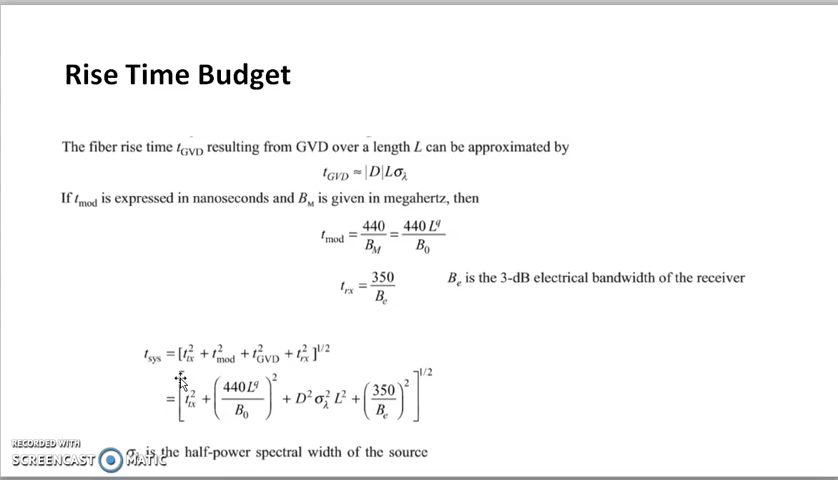 Rise Time Budget
The fiber rise time t_GVD resulting from GVD over a length L can be approximated by
t_GVD ≈ |D|Lσ_λ
If t_mod is expressed in nanoseconds and B_M is given in megahertz, then
t_mod = 440/B_M = 440 L^q/B_0
t_rx = 350/B_e    B_e is the 3-dB electrical bandwidth of the receiver
t_sys = [t_tx^2 + t_mod^2 + t_GVD^2 + t_rx^2]^1/2
= [t_tx^2 + (440L^q/B_0)^2 + D^2 σ_λ^2 L^2 + (350/B_e)^2]^1/2
is the half-power spectral width of the source
RECORDED WITH
SCREENCAST MATIC